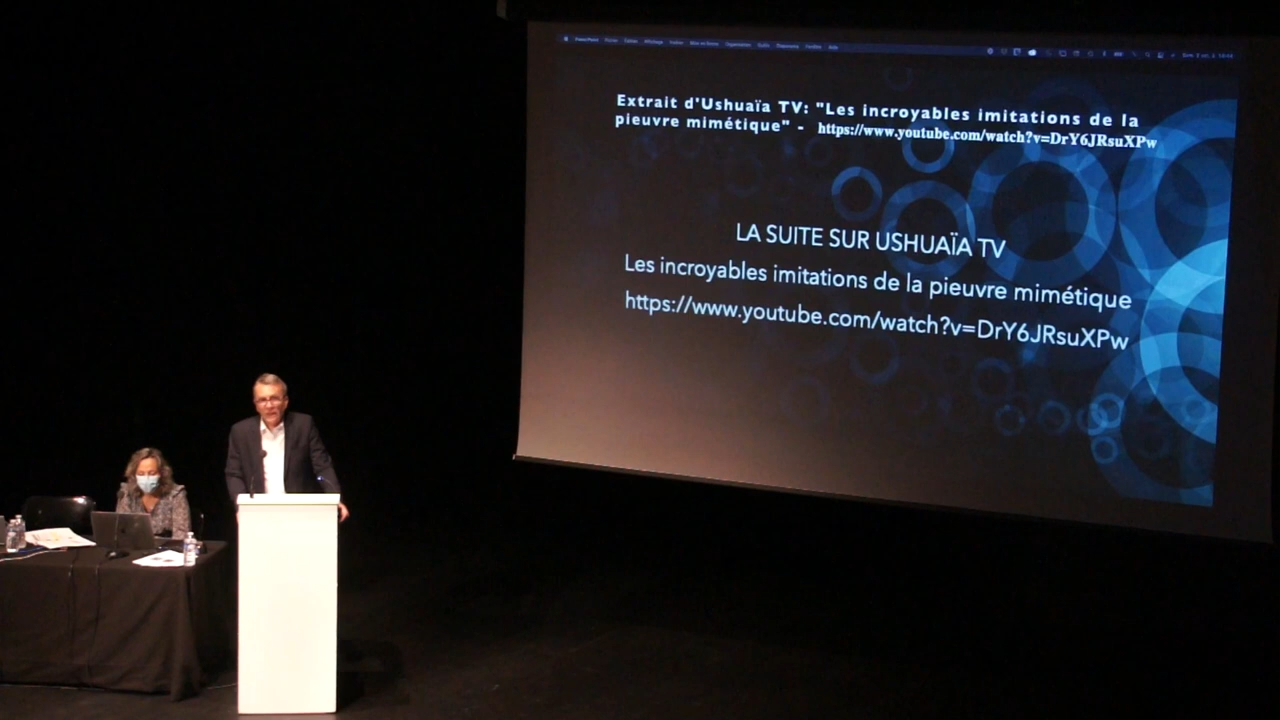 Extrait d'Ushuaïa TV: "Les incroyables imitations de la
pieuvre mimétique" - https://www.youtube.com/watch?v=DrY6JRsuXPw
LA SUITE SUR USHUAÏA TV
Les incroyables imitations de la pieuvre mimétique
https://www.youtube.com/watch?v=DrY6JRsuXPw